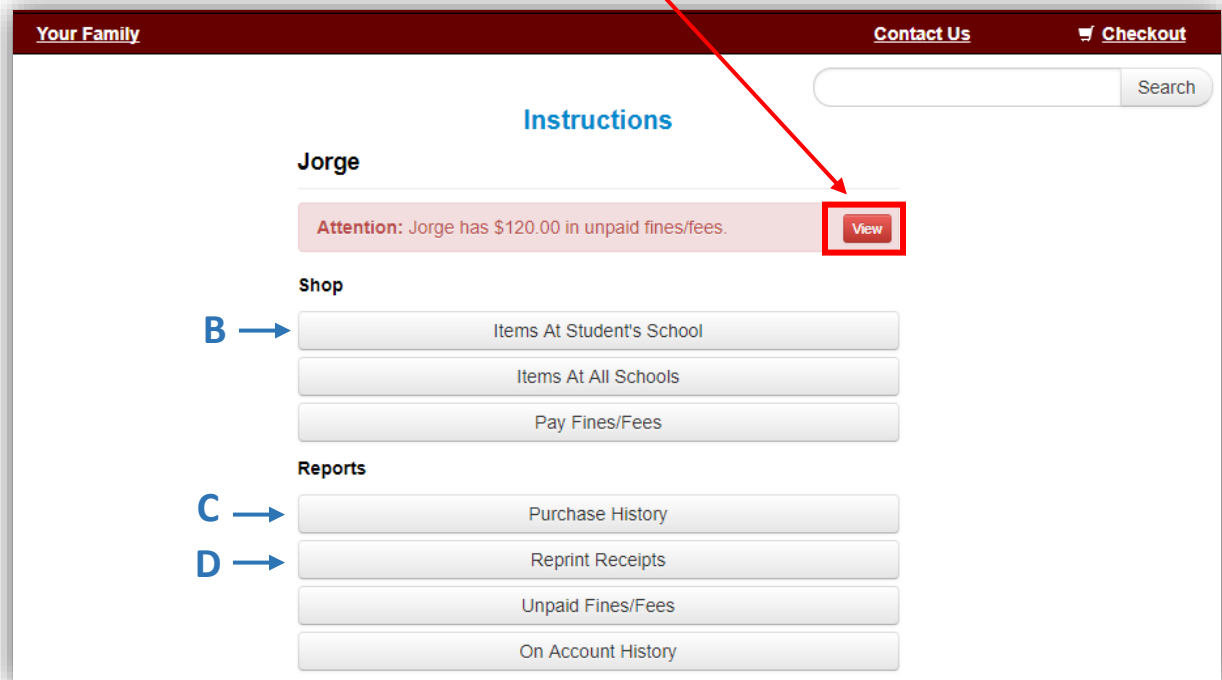 Your Family Contact Us Checkout
Search
Instructions
Jorge
Attention: Jorge has $120.00 in unpaid fines/fees. View
Shop
B Items At Student's School
Items At All Schools
Pay Fines/Fees
Reports
C Purchase History
D Reprint Receipts
Unpaid Fines/Fees
On Account History